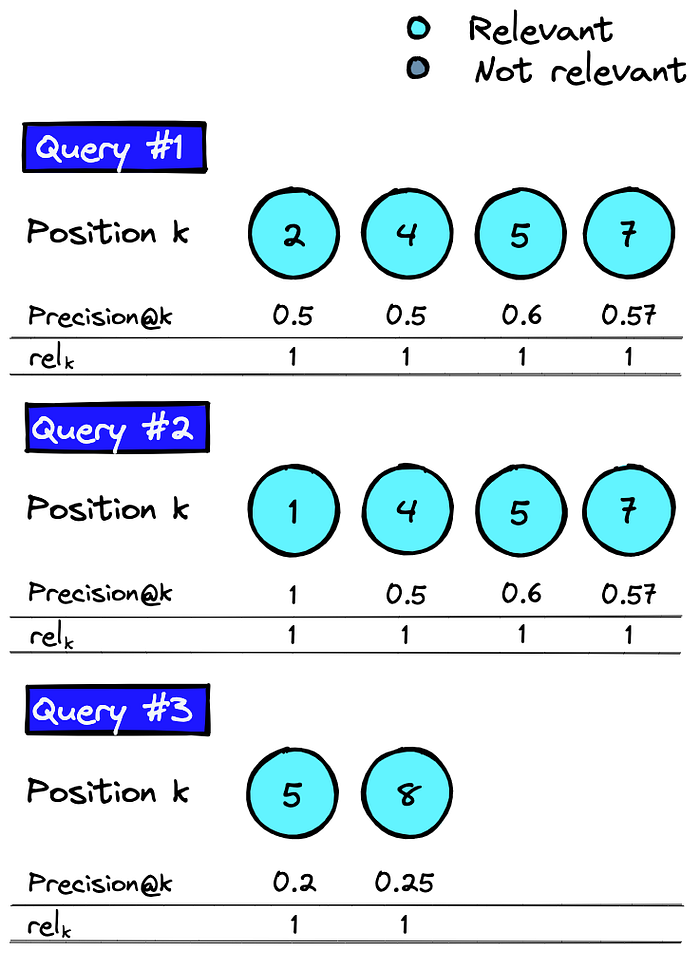 Relevant
Not relevant
Query #1
Position k 2 4 5 7
Precision@k 0.5 0.5 0.6 0.57
relₖ 1 1 1 1
Query #2
Position k 1 4 5 7
Precision@k 1 0.5 0.6 0.57
relₖ 1 1 1 1
Query #3
Position k 5 8
Precision@k 0.2 0.25
relₖ 1 1